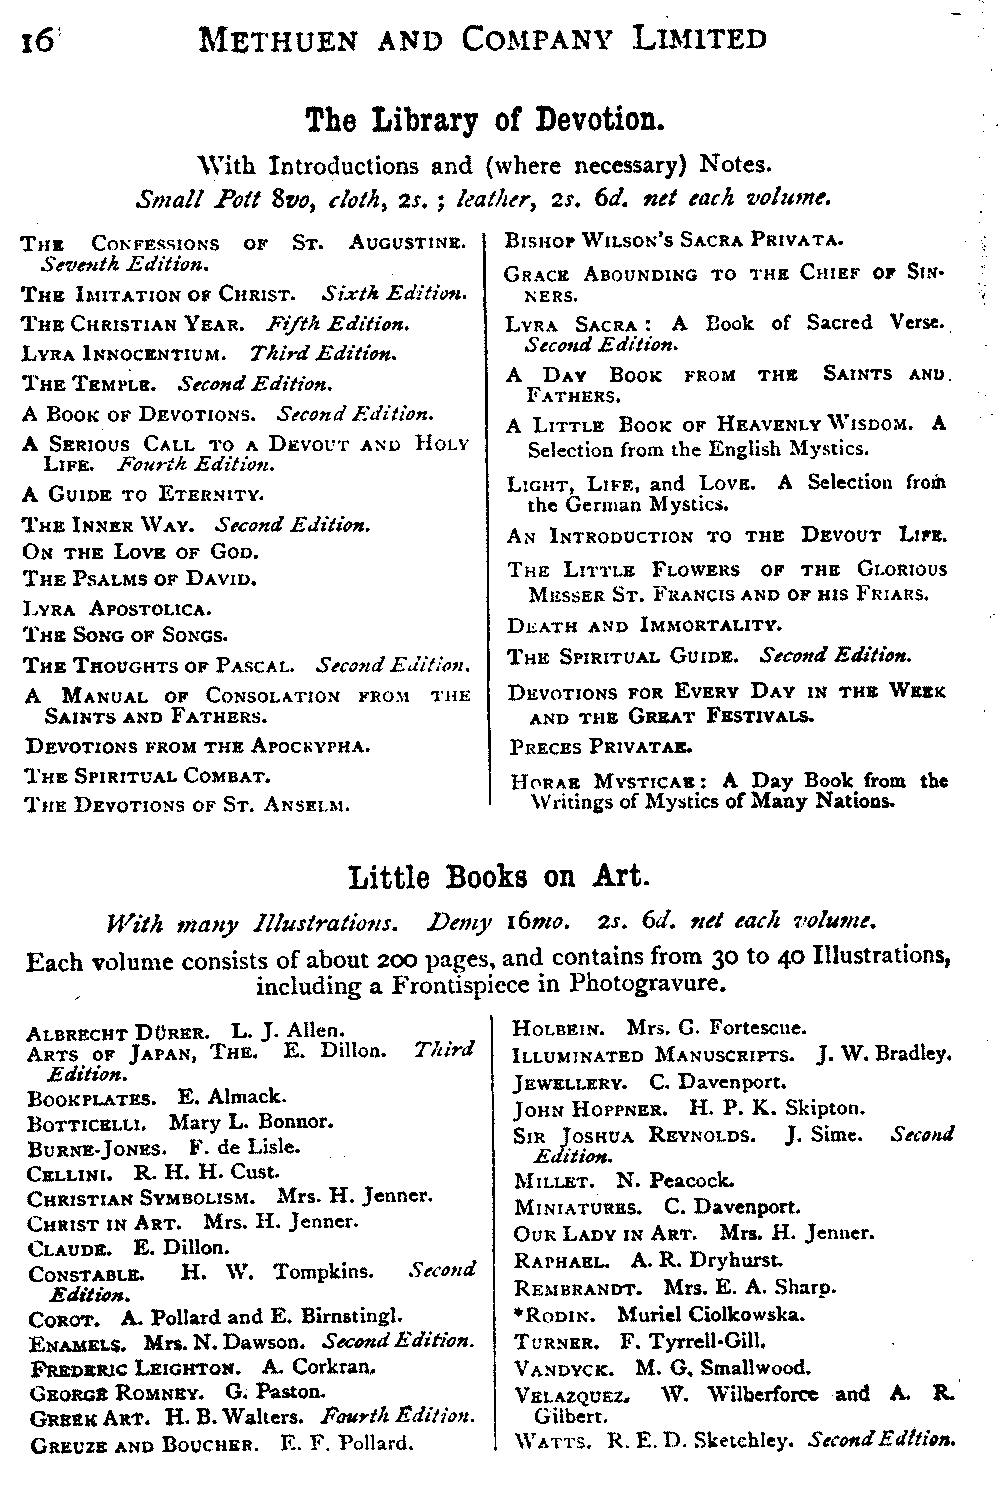 16 METHUEN AND COMPANY LIMITED
The Library of Devotion.
With Introductions and (where necessary) Notes.
Small Pott 8vo, cloth, 2s. ; leather, 2s. 6d. net each volume.
THE CONFESSIONS OF ST. AUGUSTINE.
Seventh Edition.
THE IMITATION OF CHRIST. Sixth Edition.
THE CHRISTIAN YEAR. Fifth Edition.
LYRA INNOCENTIUM. Third Edition.
THE TEMPLE. Second Edition.
A BOOK OF DEVOTIONS. Second Edition.
A SERIOUS CALL TO A DEVOUT AND HOLY
LIFE. Fourth Edition.
A GUIDE TO ETERNITY.
THE INNER WAY. Second Edition.
ON THE LOVE OF GOD.
THE PSALMS OF DAVID.
LYRA APOSTOLICA.
THE SONG OF SONGS.
THE THOUGHTS OF PASCAL. Second Edition.
A MANUAL OF CONSOLATION FROM THE
SAINTS AND FATHERS.
DEVOTIONS FROM THE APOCRYPHA.
THE SPIRITUAL COMBAT.
THE DEVOTIONS OF ST. ANSELM.
BISHOP WILSON'S SACRA PRIVATA.
GRACE ABOUNDING TO THE CHIEF OF SIN-
NERS.
LYRA SACRA: A Book of Sacred Verse.
Second Edition.
A DAY BOOK FROM THE SAINTS AND
FATHERS.
A LITTLE BOOK OF HEAVENLY WISDOM. A
Selection from the English Mystics.
LIGHT, LIFE, and LOVE. A Selection from
the German Mystics.
AN INTRODUCTION TO THE DEVOUT LIFE.
THE LITTLE FLOWERS OF THE GLORIOUS
MESSER ST. FRANCIS AND OF HIS FRIARS.
DEATH AND IMMORTALITY.
THE SPIRITUAL GUIDE. Second Edition.
DEVOTIONS FOR EVERY DAY IN THE WEEK
AND THE GREAT FESTIVALS.
PRECES PRIVATAE.
HORAE MYSTICAE: A Day Book from the
Writings of Mystics of Many Nations.
Little Books on Art.
With many Illustrations. Demy 16mo. 2s. 6d. net each volume.
Each volume consists of about 200 pages, and contains from 30 to 40 Illustrations,
including a Frontispiece in Photogravure.
ALBRECHT DÜRER. L. J. Allen.
ARTS OF JAPAN, THE. E. Dillon. Third
Edition.
BOOKPLATES. E. Almack.
BOTTICELLI. Mary L. Bonnor.
BURNE-JONES. F. de Lisle.
CELLINI. R. H. H. Cust.
CHRISTIAN SYMBOLISM. Mrs. H. Jenner.
CHRIST IN ART. Mrs. H. Jenner.
CLAUDE. E. Dillon.
CONSTABLE. H. W. Tompkins. Second
Edition.
COROT. A. Pollard and E. Birnstingl.
ENAMELS. Mrs. N. Dawson. Second Edition.
FREDERIC LEIGHTON. A. Corkran.
GEORGE ROMNEY. G. Paston.
GREEK ART. H. B. Walters. Fourth Edition.
GREUZE AND BOUCHER. E. F. Pollard.
HOLBEIN. Mrs. G. Fortescue.
ILLUMINATED MANUSCRIPTS. J. W. Bradley.
JEWELLERY. C. Davenport.
JOHN HOPPNER. H. P. K. Skipton.
SIR JOSHUA REYNOLDS. J. Sime. Second
Edition.
MILLET. N. Peacock.
MINIATURES. C. Davenport.
OUR LADY IN ART. Mrs. H. Jenner.
RAPHAEL. A. R. Dryhurst.
REMBRANDT. Mrs. E. A. Sharp.
*RODIN. Muriel Ciolkowska.
TURNER. F. Tyrrell-Gill.
VANDYCK. M. G. Smallwood.
VELAZQUEZ. W. Wilberforce and A. R.
Gilbert.
WATTS. R. E. D. Sketchley. Second Edition.